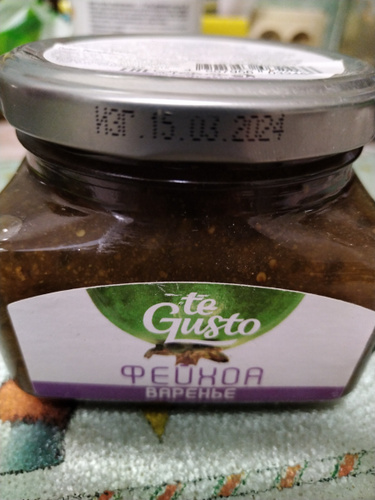 ИЗГ.15.03.2024
te
Gusto
ФЕЙХОА
ВАРЕНЬЕ